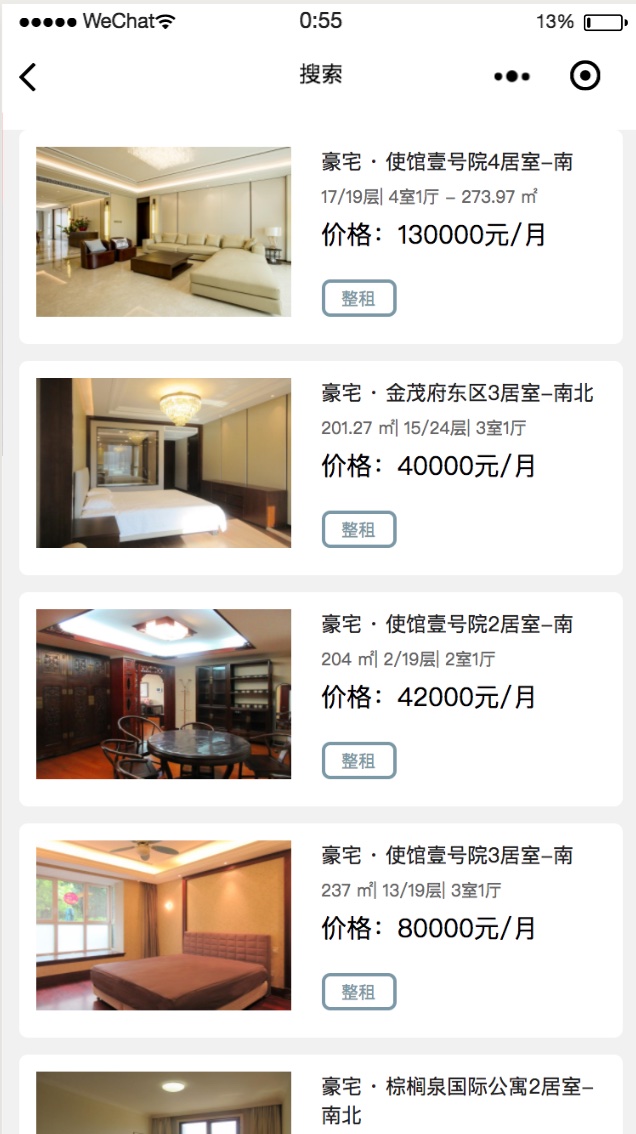 WeChat 0:55 13%
搜索
豪宅 · 使馆壹号院4居室-南
17/19层| 4室1厅 - 273.97 ㎡
价格：130000元/月
整租
豪宅 · 金茂府东区3居室-南北
201.27 ㎡| 15/24层| 3室1厅
价格：40000元/月
整租
豪宅 · 使馆壹号院2居室-南
204 ㎡| 2/19层| 2室1厅
价格：42000元/月
整租
豪宅 · 使馆壹号院3居室-南
237 ㎡| 13/19层| 3室1厅
价格：80000元/月
整租
豪宅 · 棕榈泉国际公寓2居室-
南北